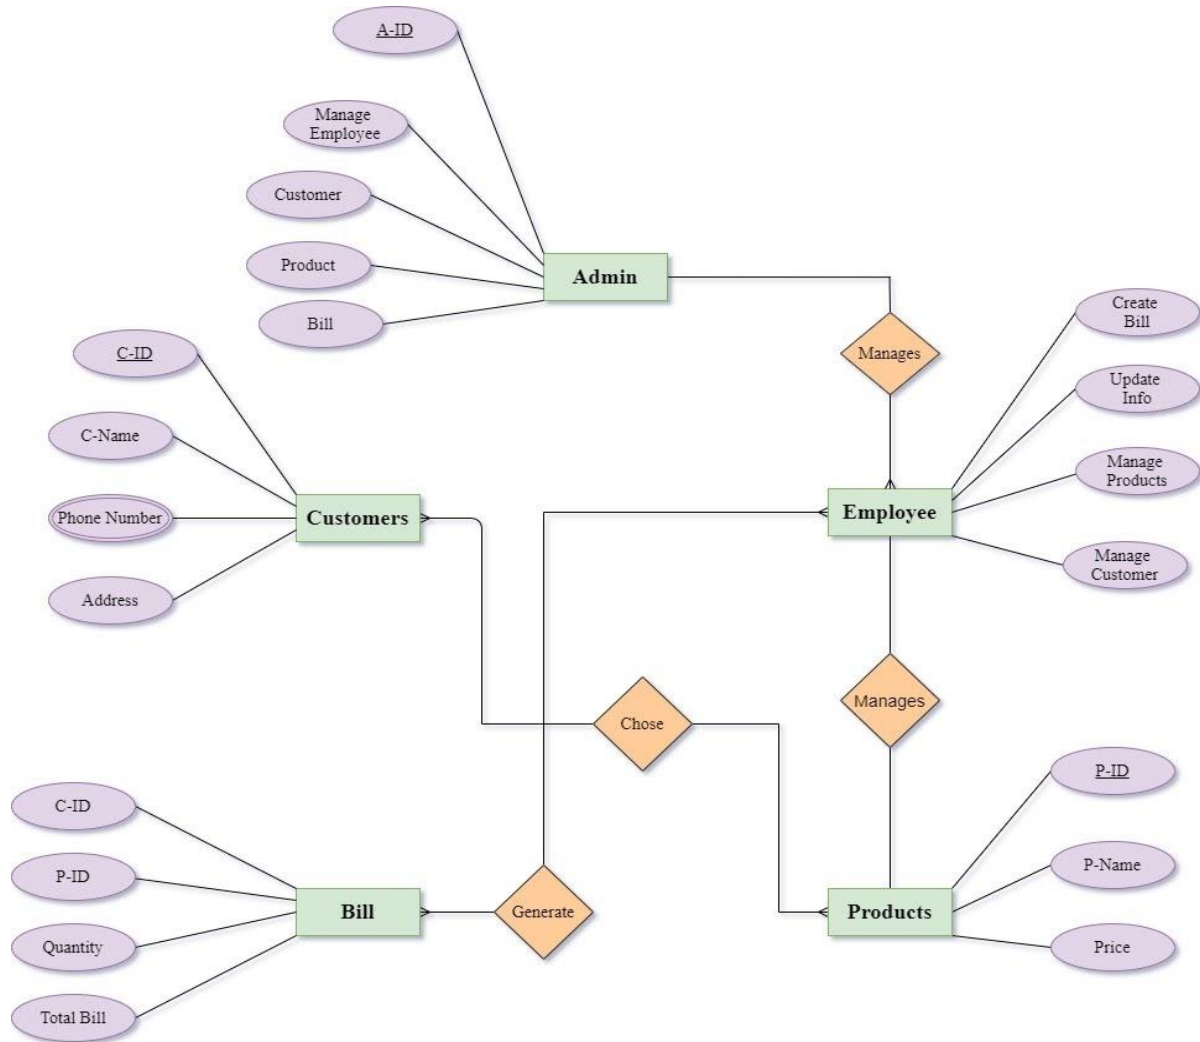 A-ID
Manage
Employee
Customer
Product
Bill
Admin
Manages
Create
Bill
Update
Info
Manage
Products
Manage
Customer
Employee
C-ID
C-Name
Phone Number
Address
Customers
Chose
Manages
P-ID
P-Name
Price
Products
C-ID
P-ID
Quantity
Total Bill
Bill
Generate